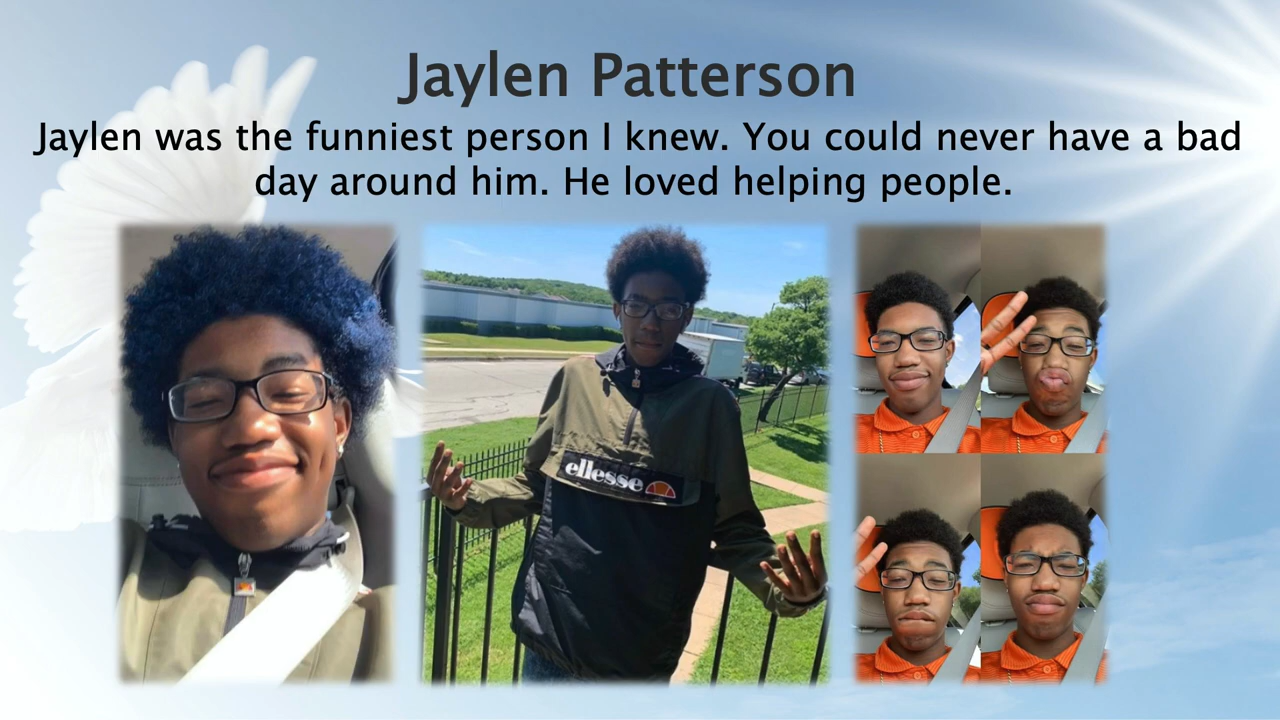 Jaylen Patterson
Jaylen was the funniest person I knew. You could never have a bad
day around him. He loved helping people.
ellesse